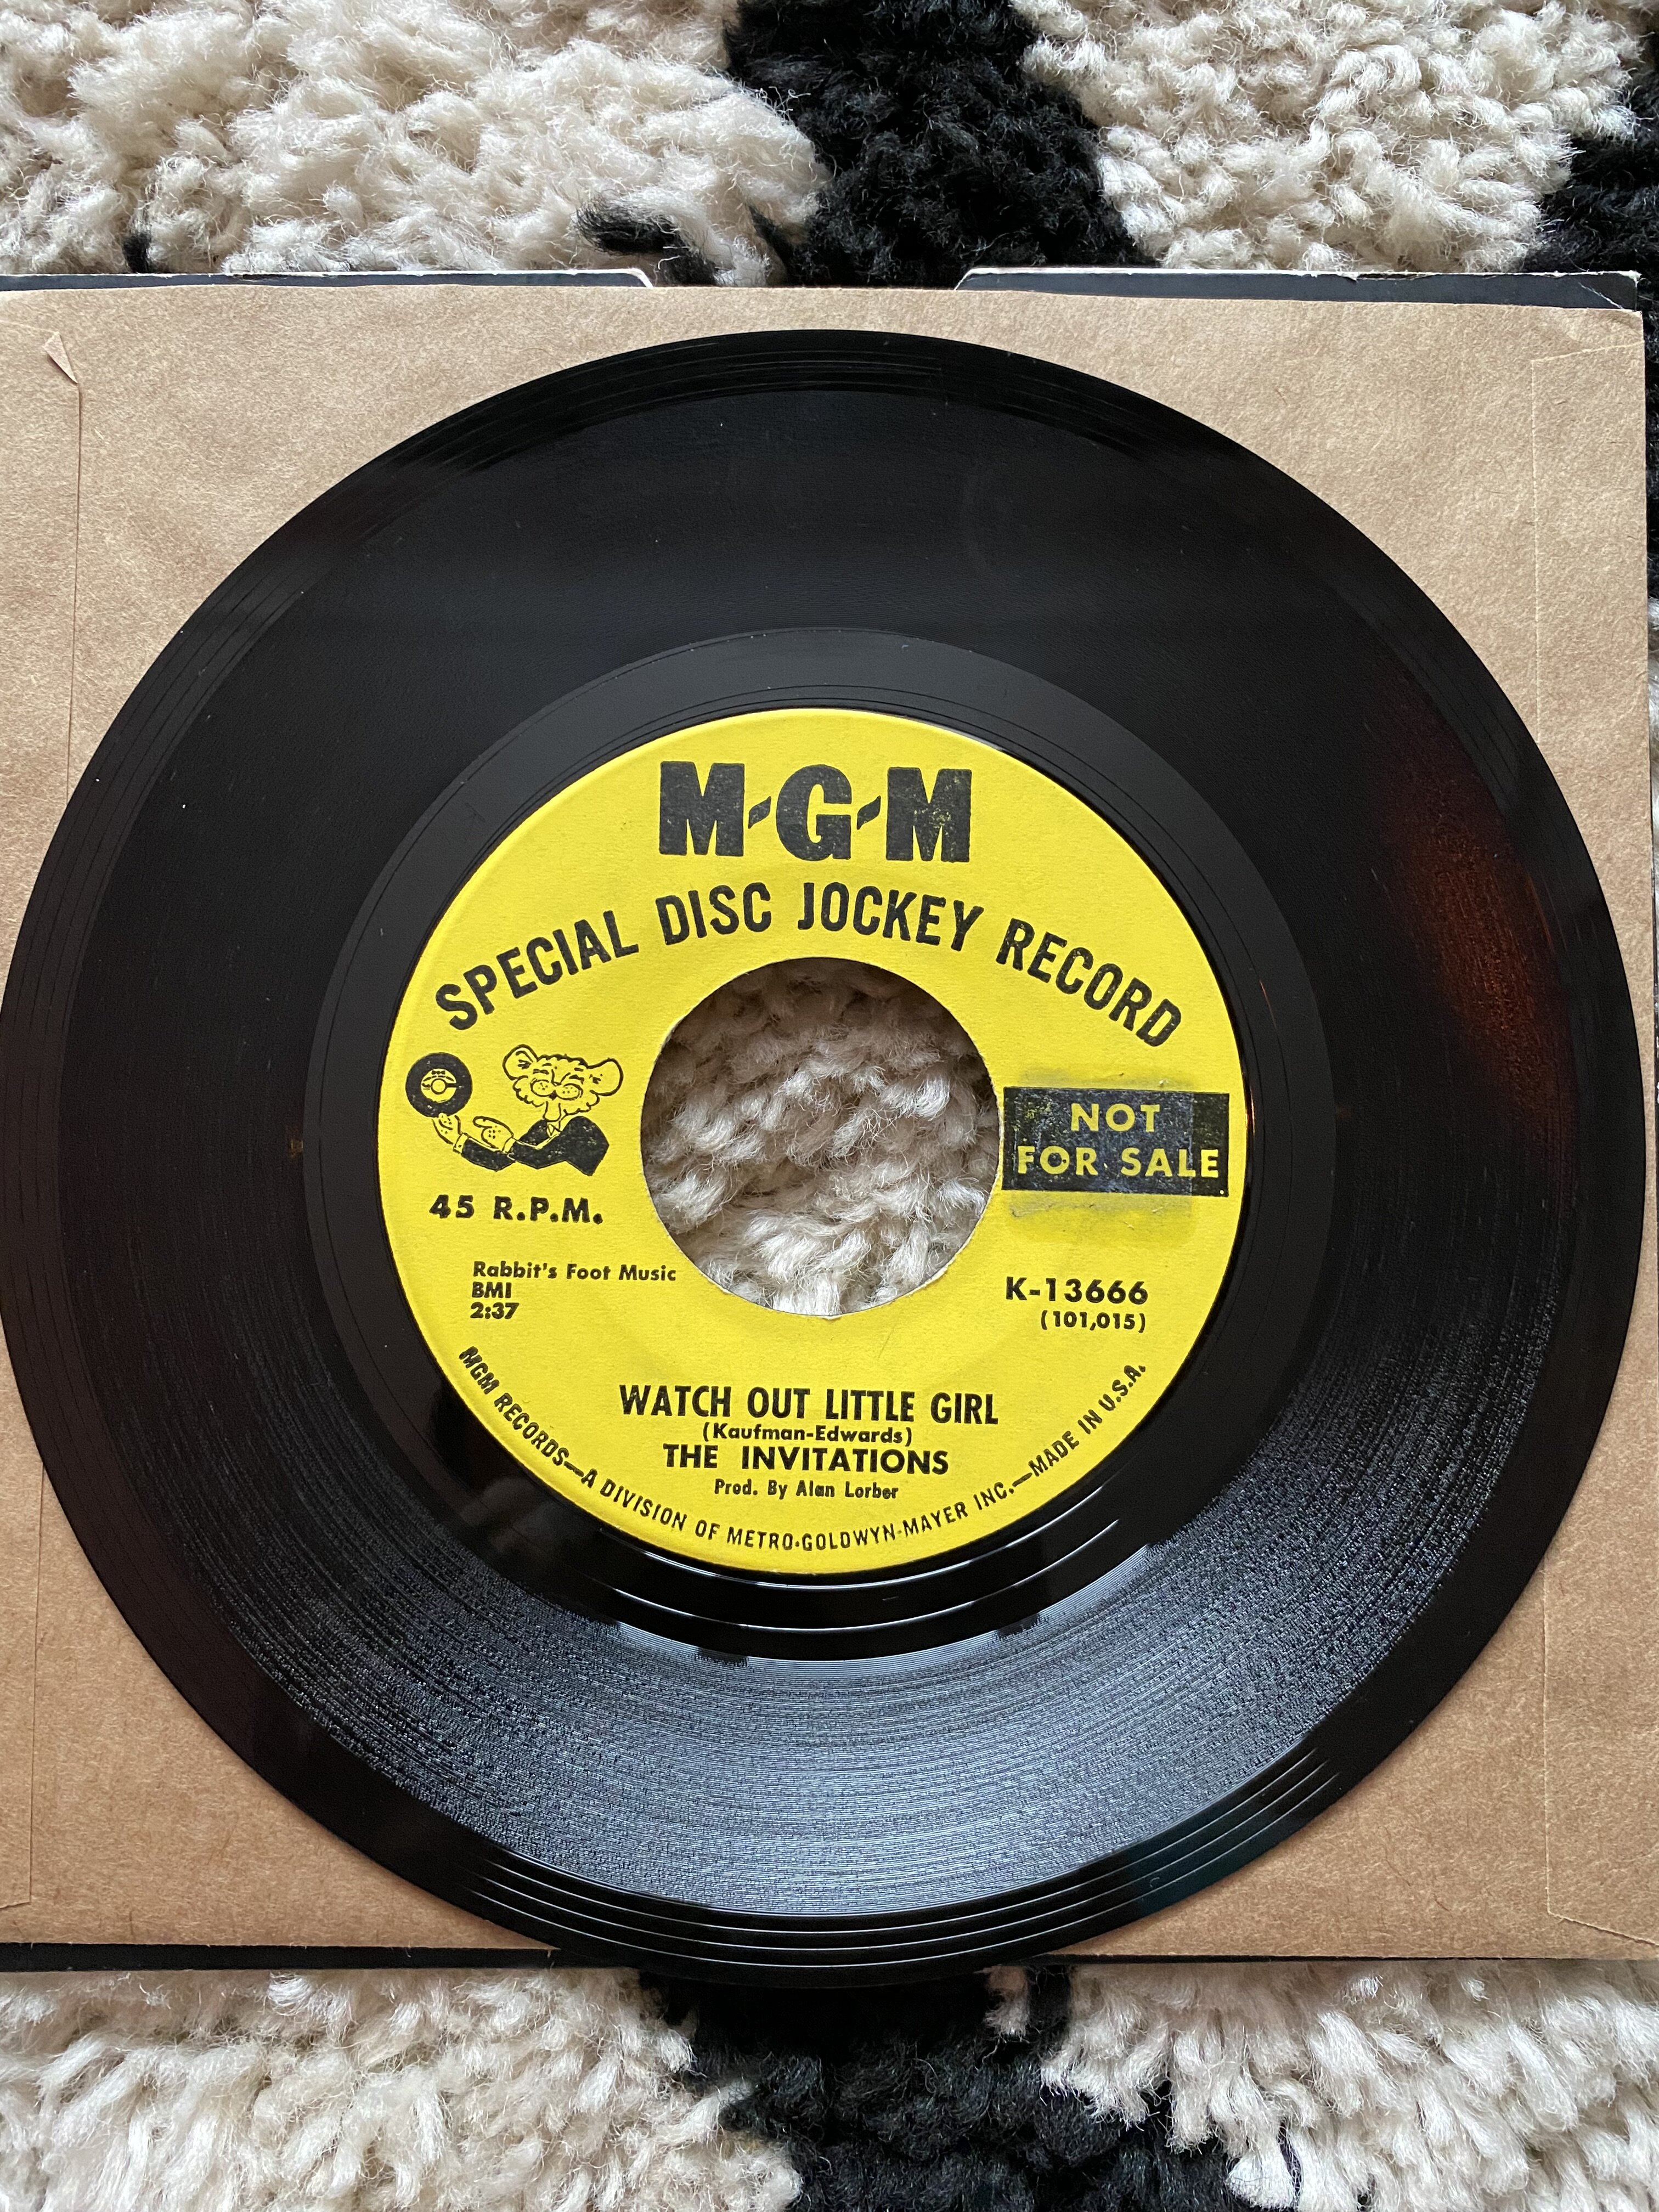 M-G-M
SPECIAL DISC JOCKEY RECORD
NOT
FOR SALE
45 R.P.M.
Rabbit's Foot Music
BMI
2:37
K-13666
(101,015)
WATCH OUT LITTLE GIRL
(Kaufman-Edwards)
THE INVITATIONS
Prod. By Alan Lorber
MGM RECORDS—A DIVISION OF METRO-GOLDWYN-MAYER INC.—MADE IN U.S.A.